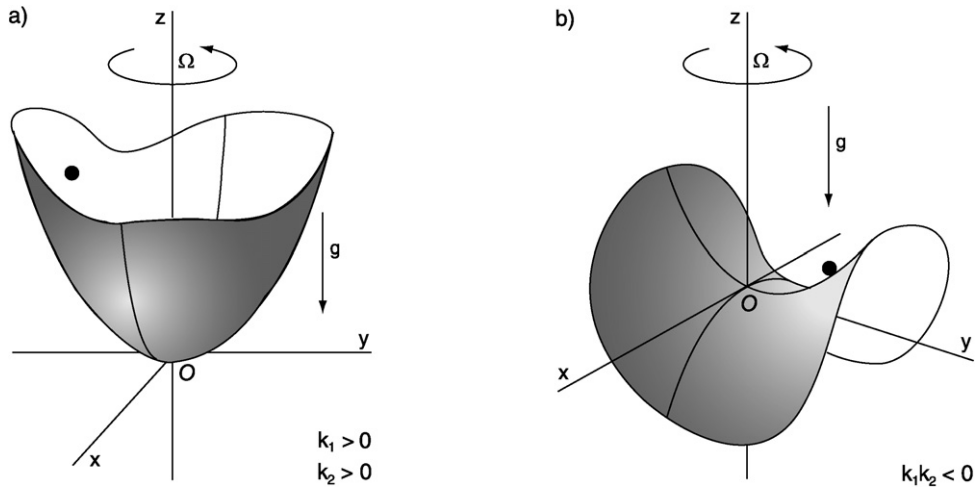 a)
z
Ω
g
y
O
x
k₁ > 0
k₂ > 0
b)
z
Ω
g
O
x
y
k₁k₂ < 0